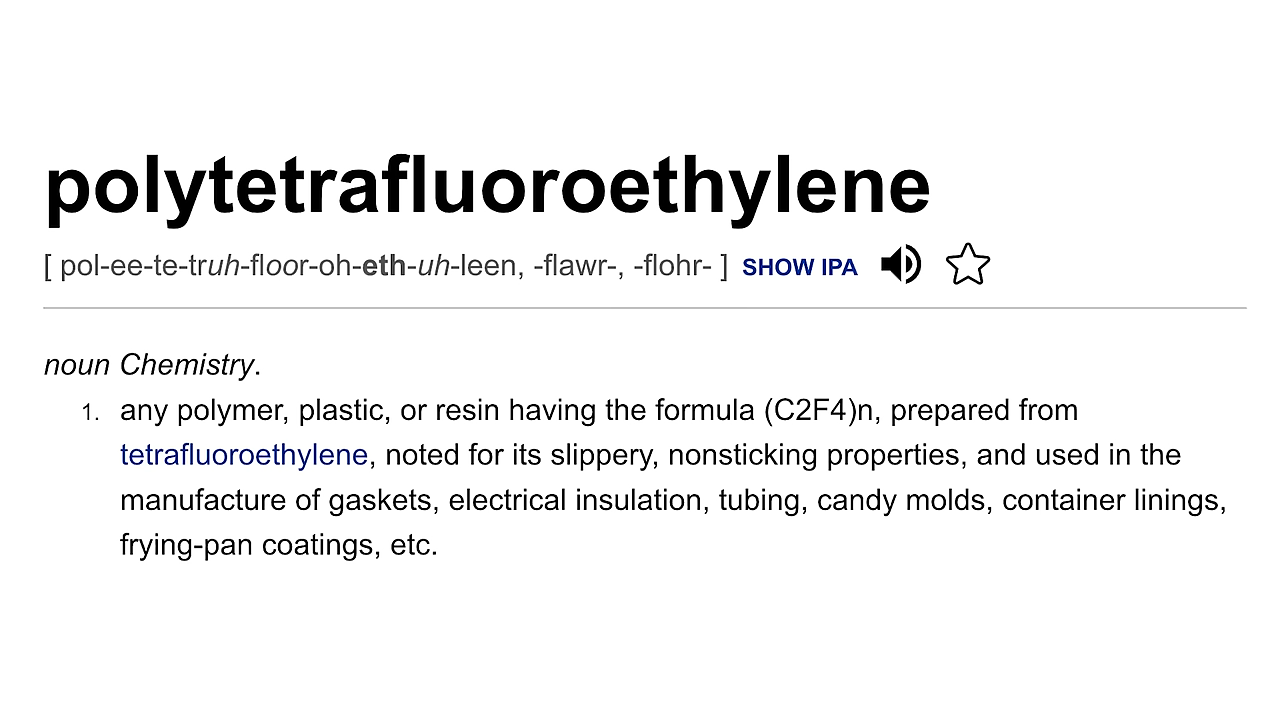 polytetrafluoroethylene
[ pol-ee-te-truh-floor-oh-eth-uh-leen, -flawr-, -flohr- ] SHOW IPA
noun Chemistry.
1. any polymer, plastic, or resin having the formula (C2F4)n, prepared from
tetrafluoroethylene, noted for its slippery, nonsticking properties, and used in the
manufacture of gaskets, electrical insulation, tubing, candy molds, container linings,
frying-pan coatings, etc.